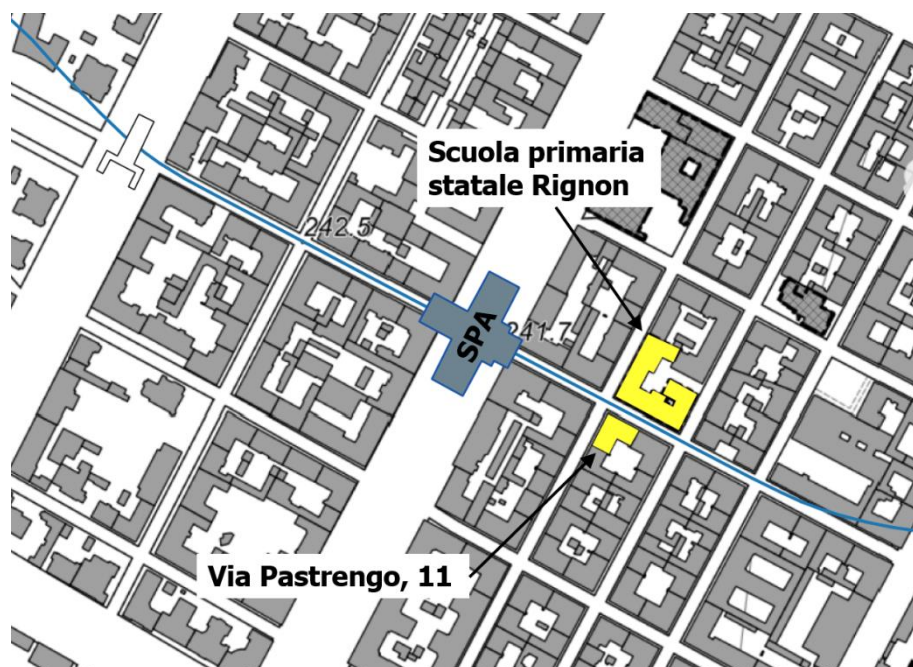 Scuola primaria
statale Rignon
242.5
SPA
241.7
Via Pastrengo, 11